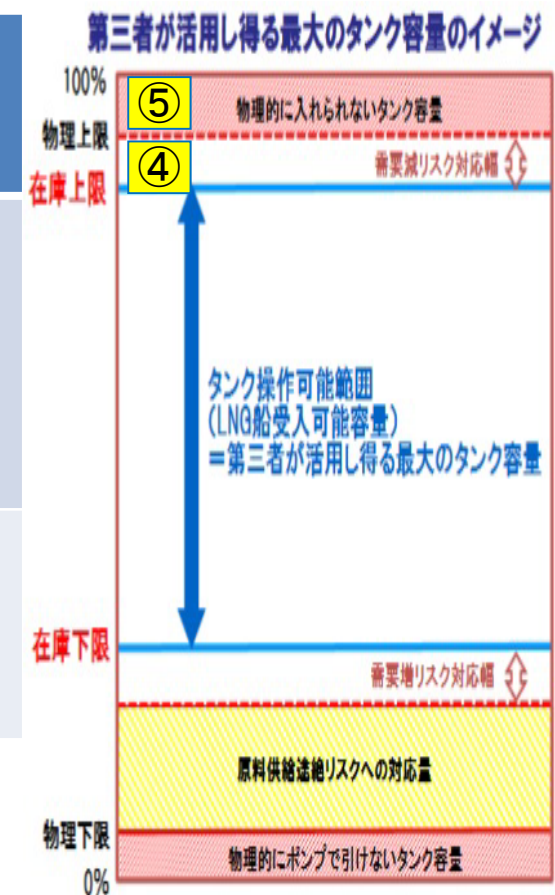 第三者が活用し得る最大のタンク容量のイメージ
100%
⑤
物理的に入れられないタンク容量
物理上限
④
需要減リスク対応幅
在庫上限
タンク操作可能範囲
(LNG船受入可能容量)
=第三者が活用し得る最大のタンク容量
在庫下限
需要増リスク対応幅
原料供給途絶リスクへの対応量
物理下限
物理的にポンプで引けないタンク容量
0%